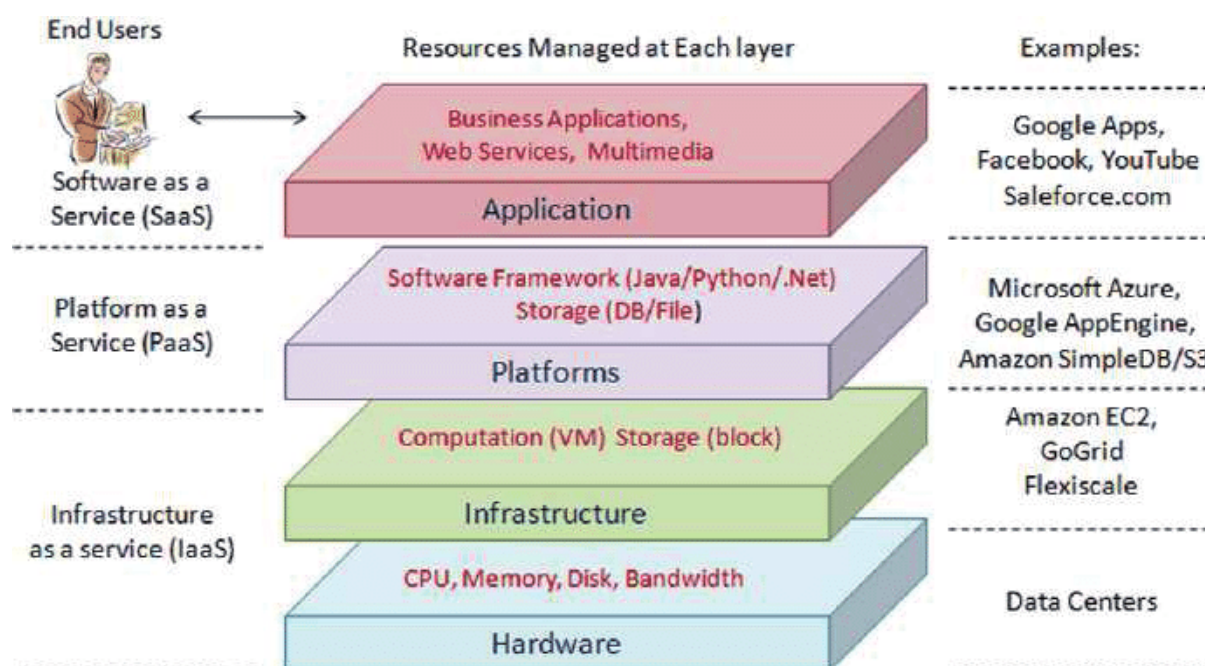 End Users
Resources Managed at Each layer
Examples:
Business Applications,
Web Services, Multimedia
Application
Software as a
Service (SaaS)
Google Apps,
Facebook, YouTube
Saleforce.com
Software Framework (Java/Python/.Net)
Storage (DB/File)
Platforms
Platform as a
Service (PaaS)
Microsoft Azure,
Google AppEngine,
Amazon SimpleDB/S3
Computation (VM) Storage (block)
Infrastructure
Amazon EC2,
GoGrid
Flexiscale
Infrastructure
as a service (IaaS)
CPU, Memory, Disk, Bandwidth
Hardware
Data Centers